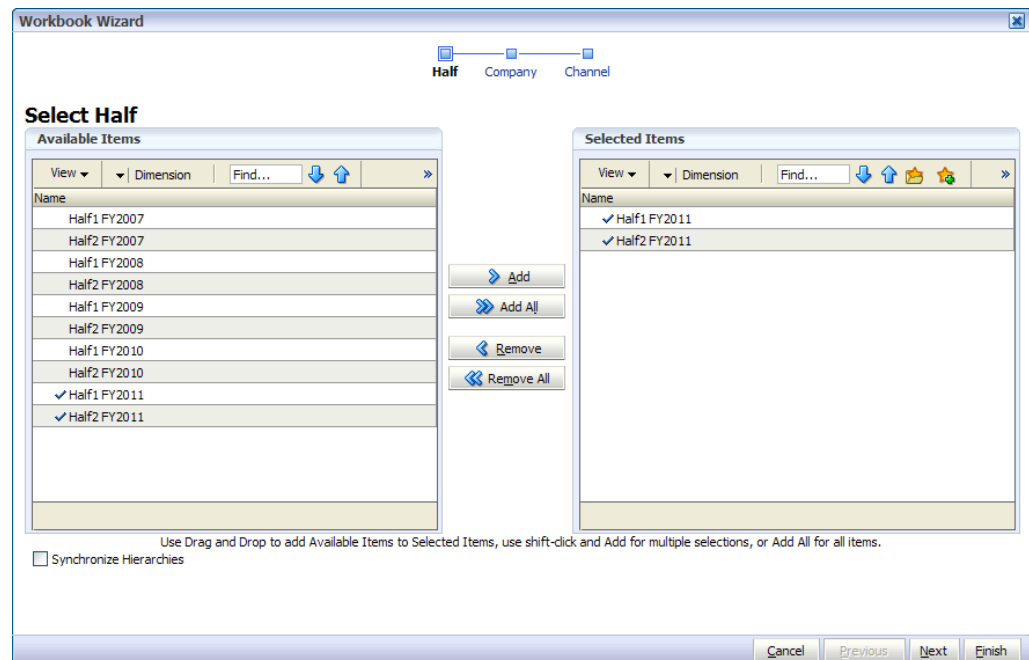 Workbook Wizard
Half Company Channel
Select Half
Available Items
View Dimension Find... »
Name
Half1 FY2007
Half2 FY2007
Half1 FY2008
Half2 FY2008
Half1 FY2009
Half2 FY2009
Half1 FY2010
Half2 FY2010
Half1 FY2011
Half2 FY2011
Add
Add All
Remove
Remove All
Selected Items
View Dimension Find... »
Name
Half1 FY2011
Half2 FY2011
Use Drag and Drop to add Available Items to Selected Items, use shift-click and Add for multiple selections, or Add All for all items.
Synchronize Hierarchies
Cancel Previous Next Finish